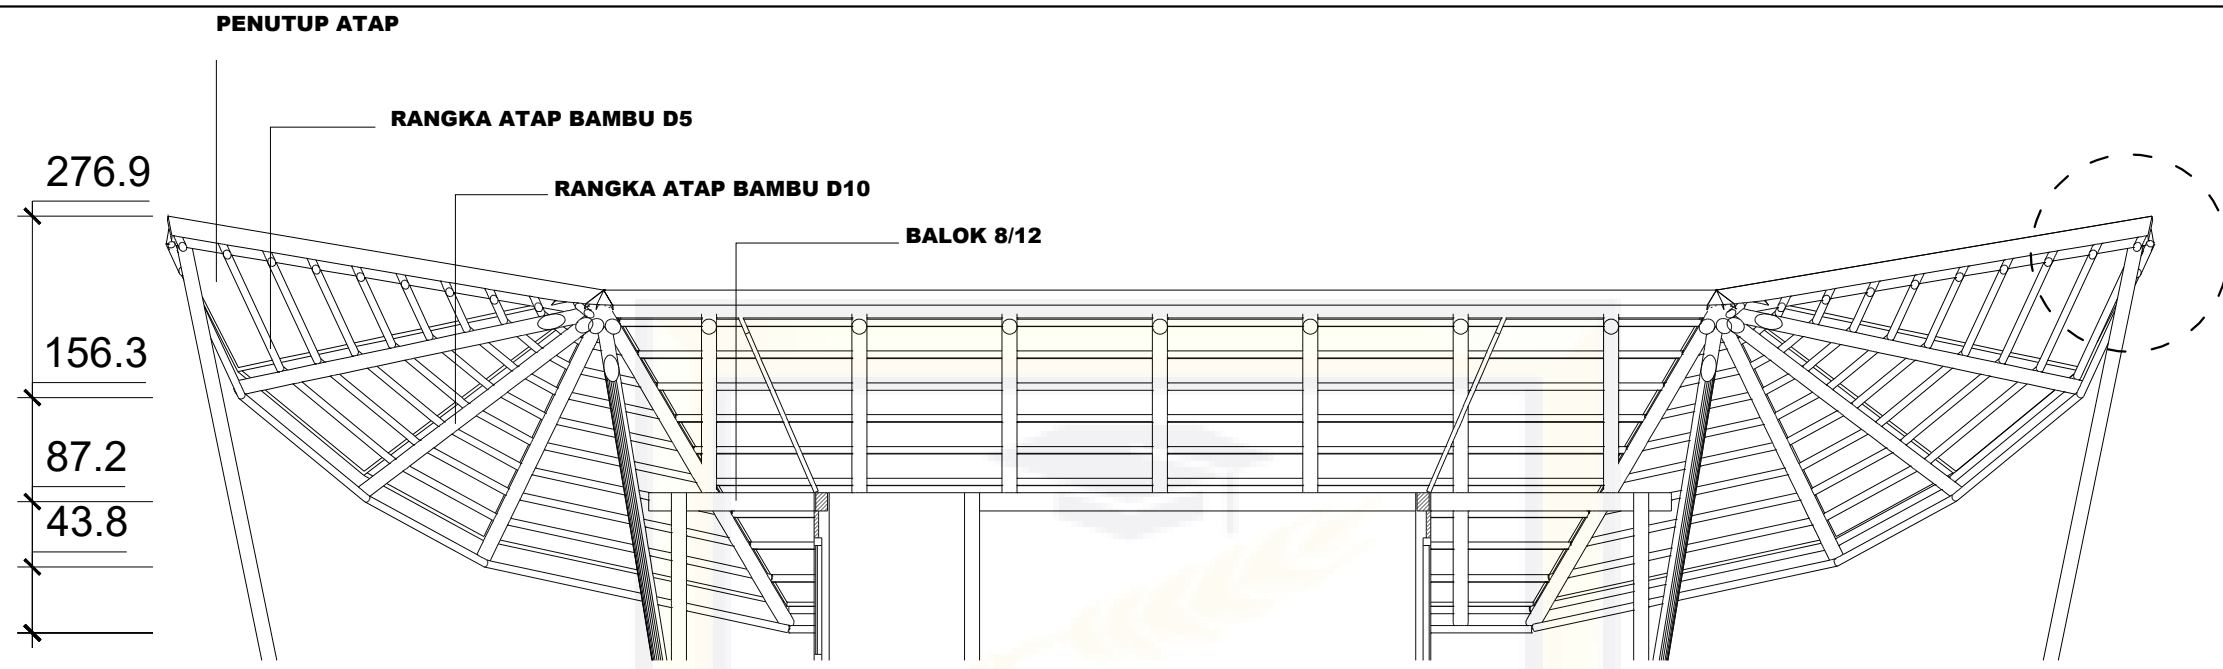 PENUTUP ATAP
RANGKA ATAP BAMBU D5
276.9
RANGKA ATAP BAMBU D10
BALOK 8/12
156.3
87.2
43.8